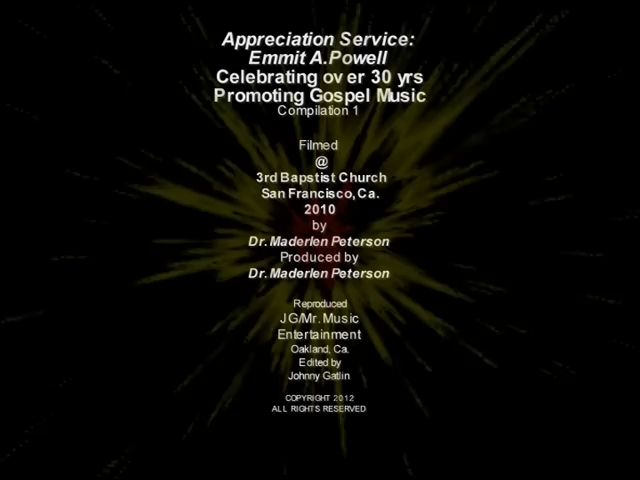 Appreciation Service:
Emmit A.Powell
Celebrating over 30 yrs
Promoting Gospel Music
Compilation 1
Filmed
@
3rd Bapstist Church
San Francisco, Ca.
2010
by
Dr. Maderlen Peterson
Produced by
Dr. Maderlen Peterson
Reproduced
JG/Mr. Music
Entertainment
Oakland, Ca.
Edited by
Johnny Gatlin
COPYRIGHT 2012
ALL RIGHTS RESERVED